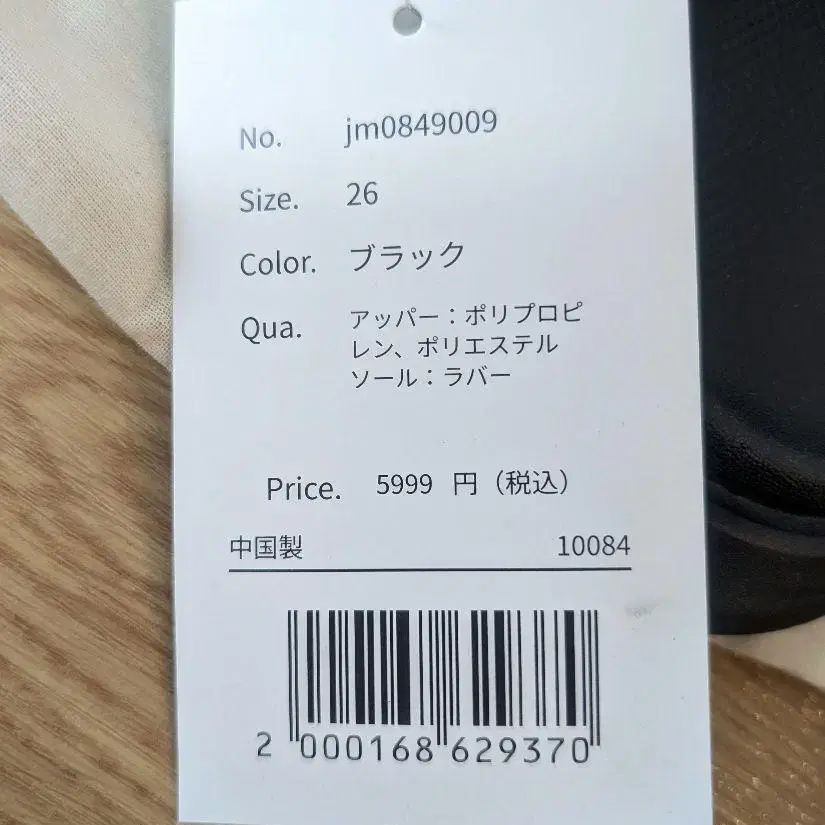 No. jm0849009
Size. 26
Color. ブラック
Qua. アッパー：ポリプロピ
レン、ポリエステル
ソール：ラバー
Price. 5999 円（税込）
中国製 10084
2 000168 629370